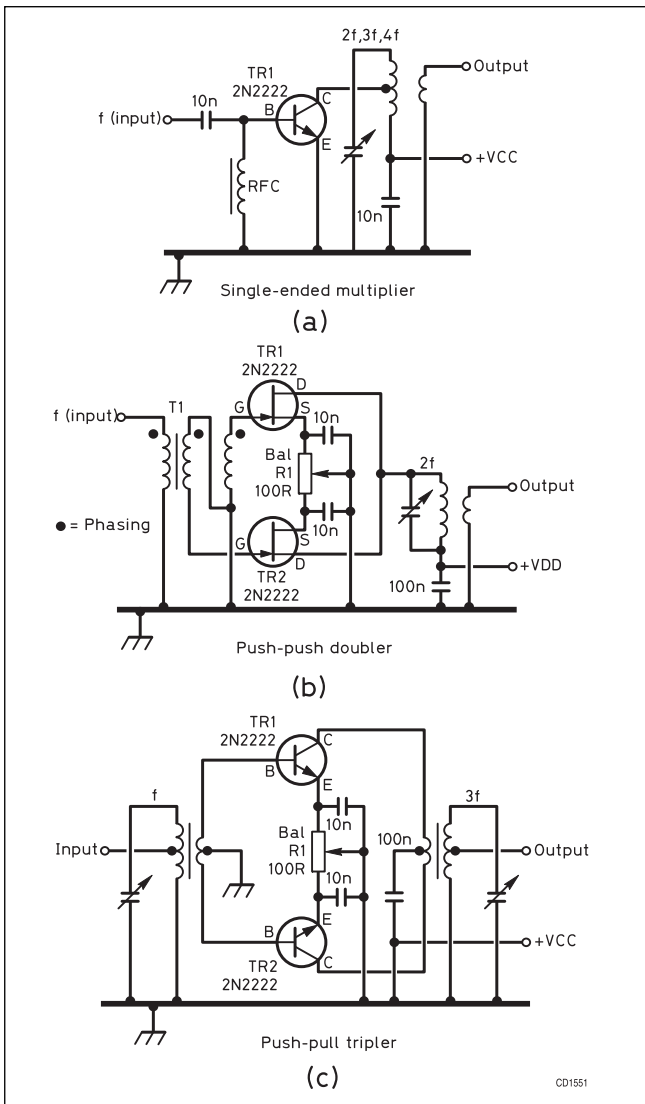 2f,3f,4f
TR1
2N2222
Output
10n
B
C
E
f (input)
RFC
+VCC
10n
Single-ended multiplier
(a)
TR1
2N2222
D
T1
G
S
10n
f (input)
Bal
R1
100R
2f
Output
● = Phasing
10n
G
S
D
TR2
2N2222
100n
+VDD
Push-push doubler
(b)
TR1
2N2222
C
B
E
f
10n
3f
Input
Bal
R1
100R
100n
Output
10n
B
E
+VCC
TR2
2N2222
C
Push-pull tripler
(c)
CD1551